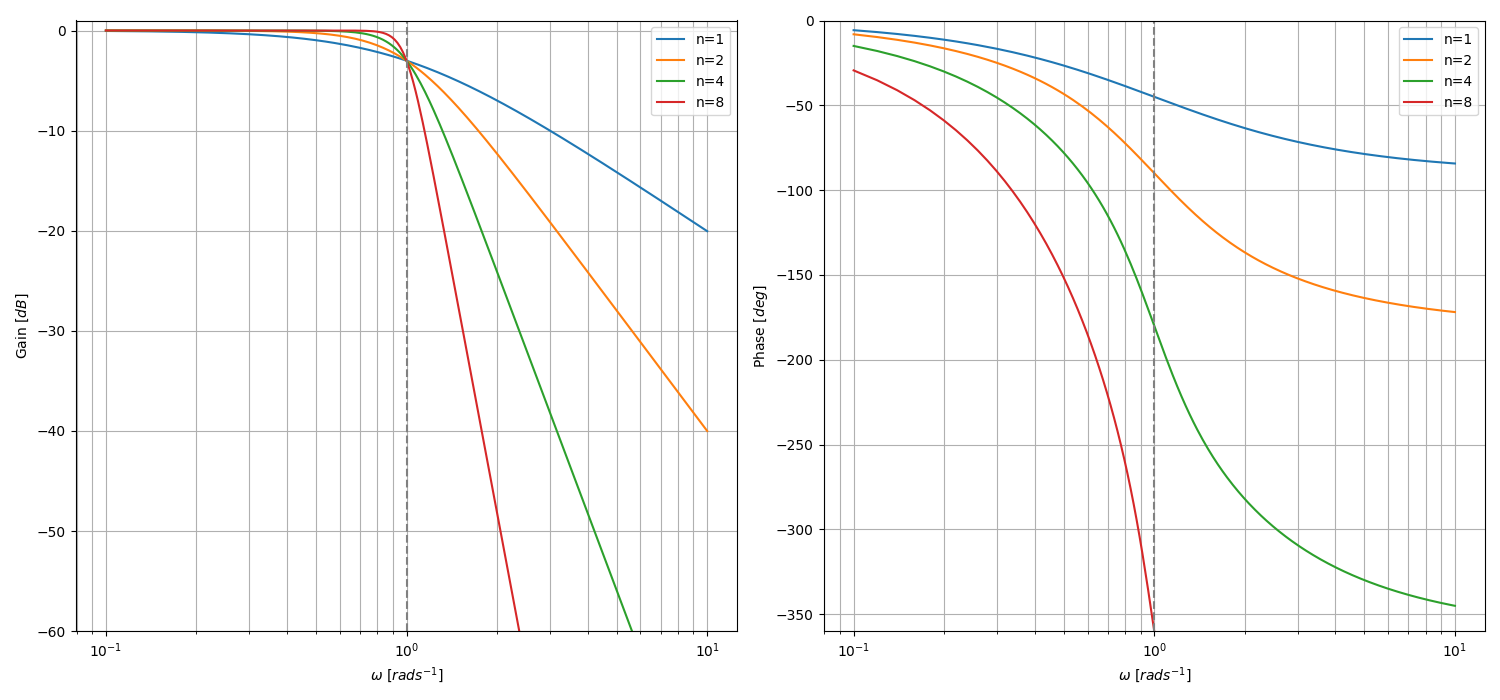 0
−10
−20
−30
−40
−50
−60
Gain [dB]
10⁻¹
10⁰
10¹
ω [rads⁻¹]
n=1
n=2
n=4
n=8
0
−50
−100
−150
−200
−250
−300
−350
Phase [deg]
10⁻¹
10⁰
10¹
ω [rads⁻¹]
n=1
n=2
n=4
n=8